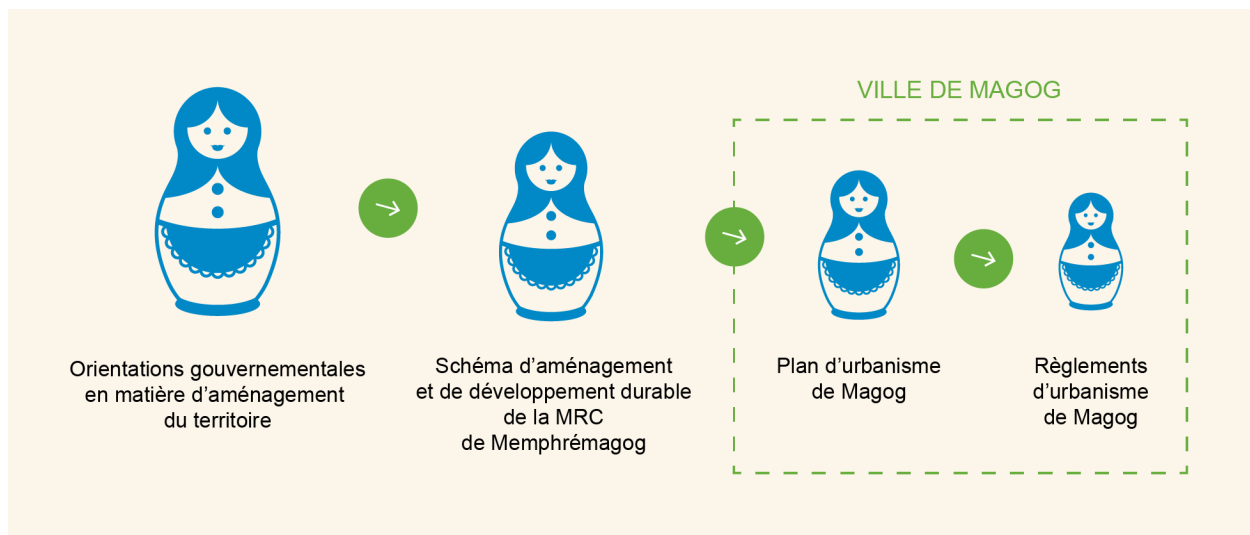 VILLE DE MAGOG
Orientations gouvernementales
en matière d’aménagement
du territoire
Schéma d’aménagement
et de développement durable
de la MRC
de Memphrémagog
Plan d’urbanisme
de Magog
Règlements
d’urbanisme
de Magog